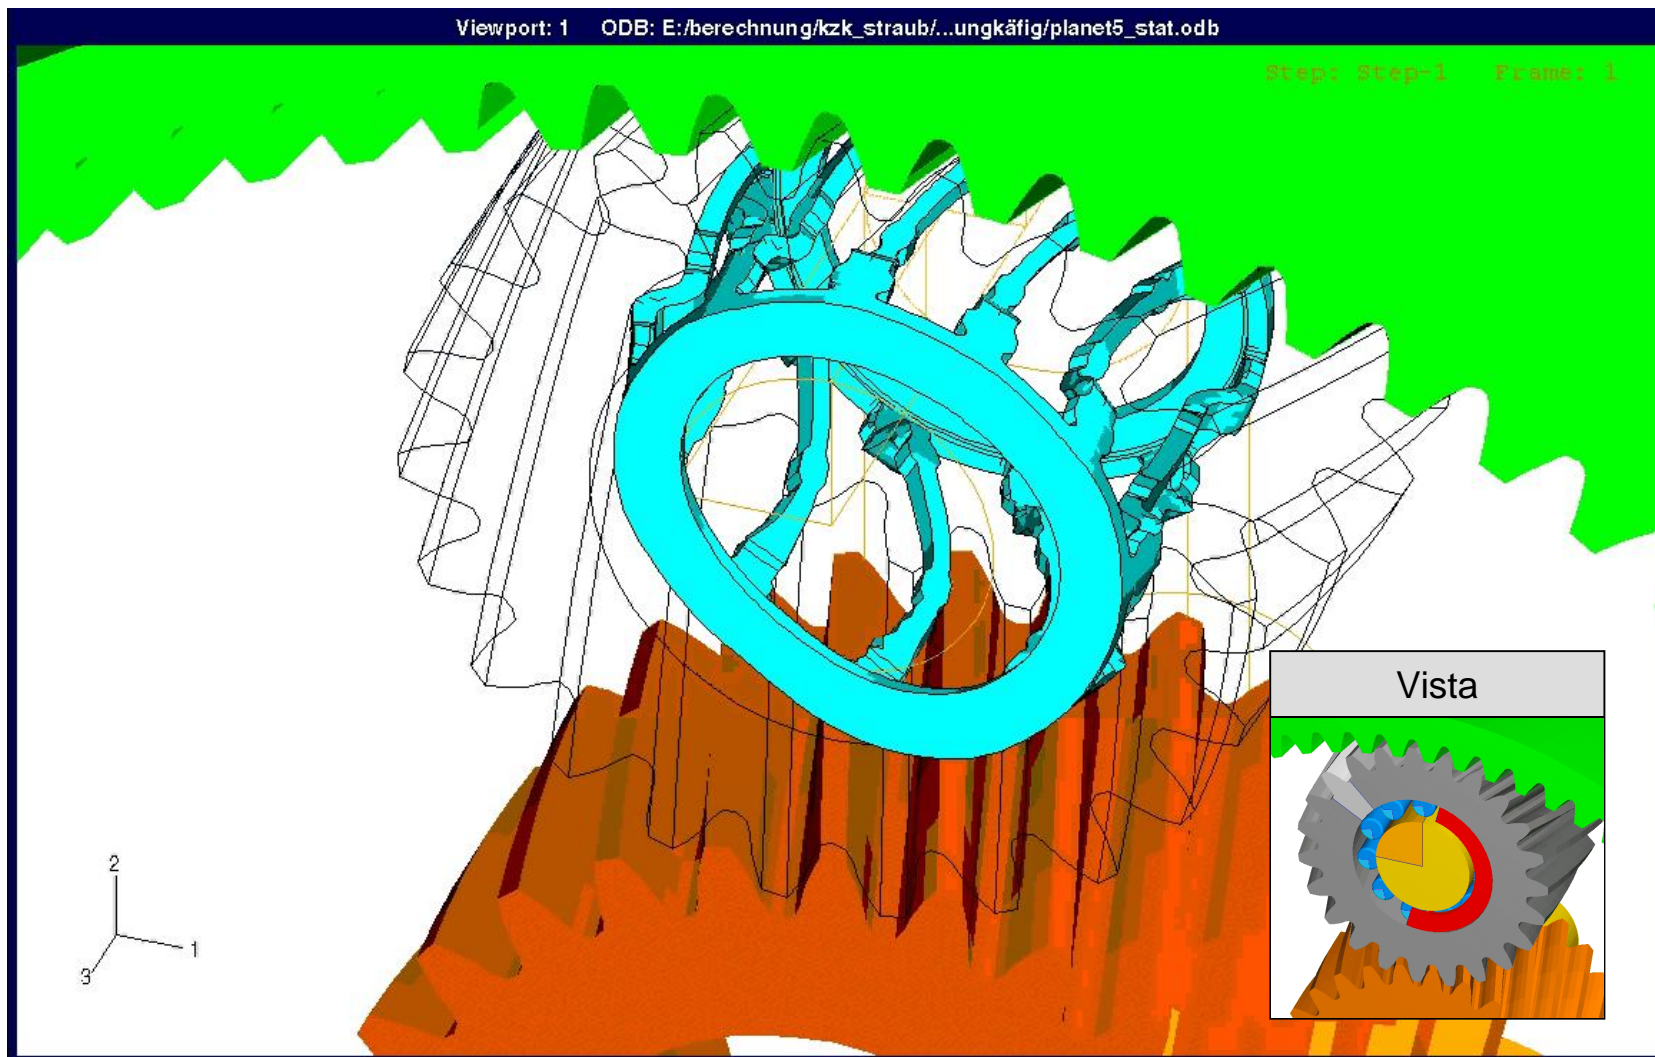 Viewport: 1 ODB: E:/berechnung/kzk_straub/...ungkäfig/planet5_stat.odb
Step: Step-1 Frame: 1
Vista
2
1
3